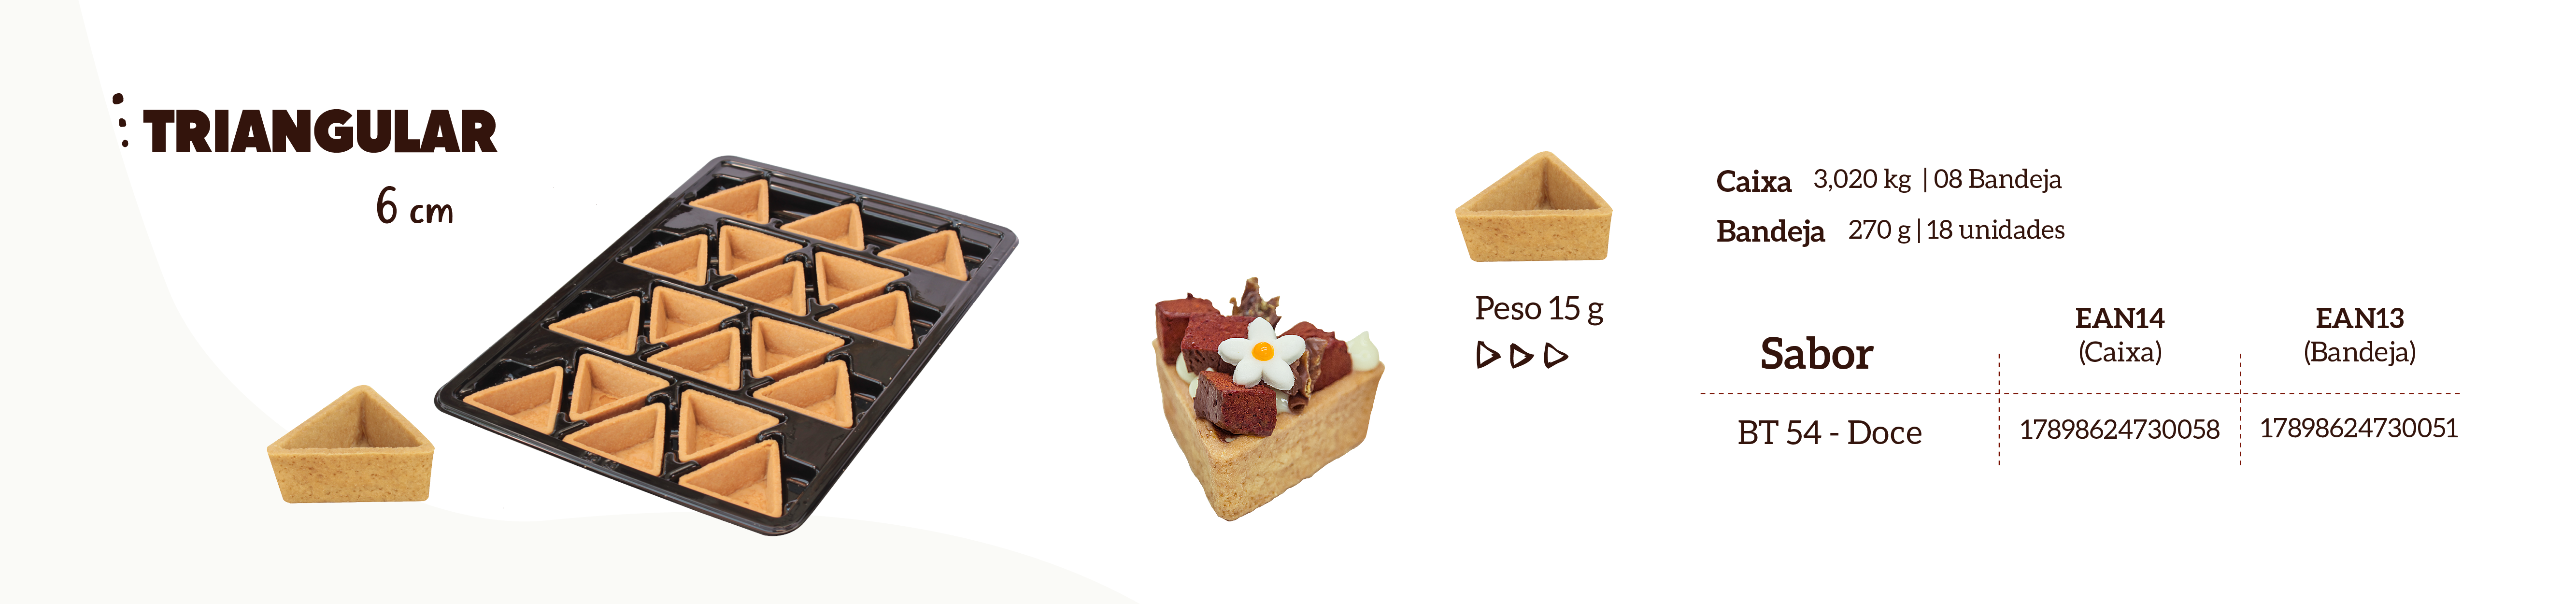 TRIANGULAR
6 cm
Peso 15 g
Caixa 3,020 kg | 08 Bandeja
Bandeja 270 g | 18 unidades
Sabor
EAN14
(Caixa)
EAN13
(Bandeja)
BT 54 - Doce
17898624730058
17898624730051